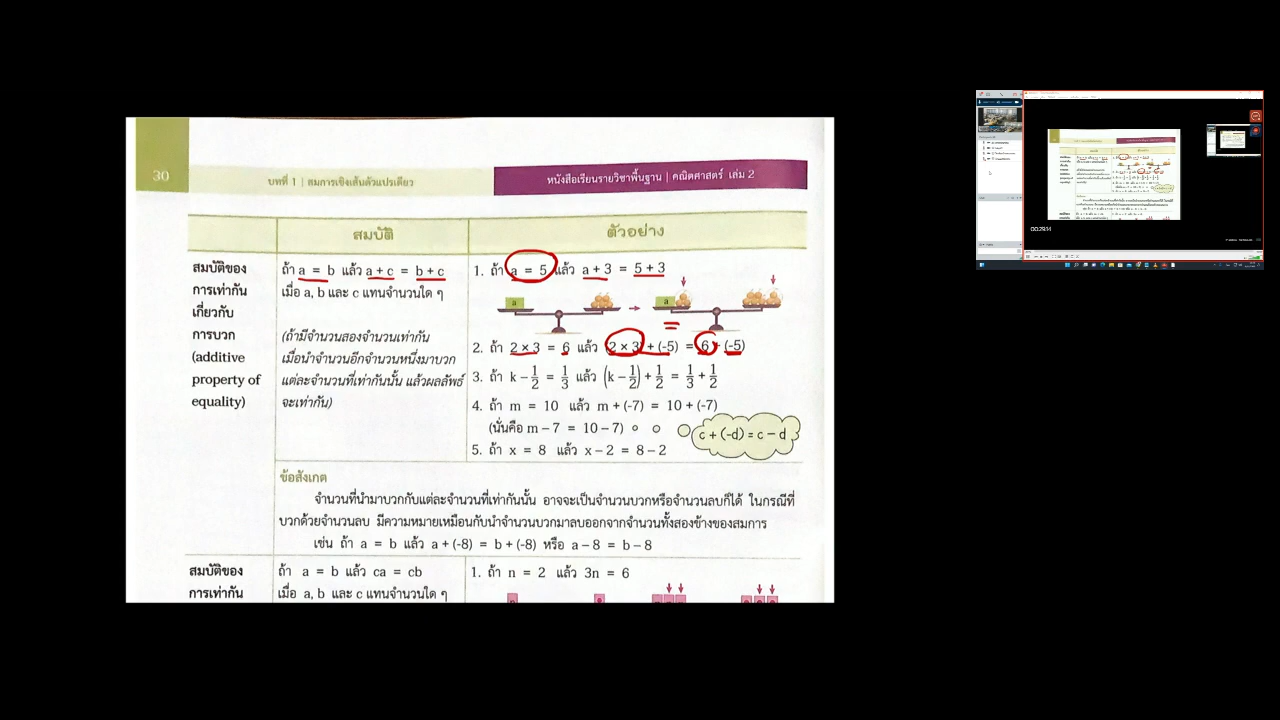 30
บทที่ 1 | สมการเชิงเส้นตัวแปรเดียว
หนังสือเรียนรายวิชาพื้นฐาน | คณิตศาสตร์ เล่ม 2
สมบัติ
ตัวอย่าง
สมบัติของ
การเท่ากัน
เกี่ยวกับ
การบวก
(additive
property of
equality)
ถ้า a = b แล้ว a + c = b + c
เมื่อ a, b และ c แทนจำนวนใด ๆ
(ถ้ามีจำนวนสองจำนวนเท่ากัน
เมื่อนำจำนวนอีกจำนวนหนึ่งมาบวก
แต่ละจำนวนที่เท่ากันนั้น แล้วผลลัพธ์
จะเท่ากัน)
1. ถ้า a = 5 แล้ว a + 3 = 5 + 3
a
a
=
2. ถ้า 2 × 3 = 6 แล้ว (2 × 3) + (-5) = 6 + (-5)
3. ถ้า k − 1/2 = 1/3 แล้ว (k − 1/2) + 1/2 = 1/3 + 1/2
4. ถ้า m = 10 แล้ว m + (-7) = 10 + (-7)
(นั่นคือ m − 7 = 10 − 7)
c + (-d) = c − d
5. ถ้า x = 8 แล้ว x − 2 = 8 − 2
ข้อสังเกต
จำนวนที่นำมาบวกกับแต่ละจำนวนที่เท่ากันนั้น อาจจะเป็นจำนวนบวกหรือจำนวนลบก็ได้ ในกรณีที่
บวกด้วยจำนวนลบ มีความหมายเหมือนกับนำจำนวนบวกมาลบออกจากจำนวนทั้งสองข้างของสมการ
เช่น ถ้า a = b แล้ว a + (-8) = b + (-8) หรือ a − 8 = b − 8
สมบัติของ
การเท่ากัน
ถ้า a = b แล้ว ca = cb
เมื่อ a, b และ c แทนจำนวนใด ๆ
1. ถ้า n = 2 แล้ว 3n = 6
00:29:14